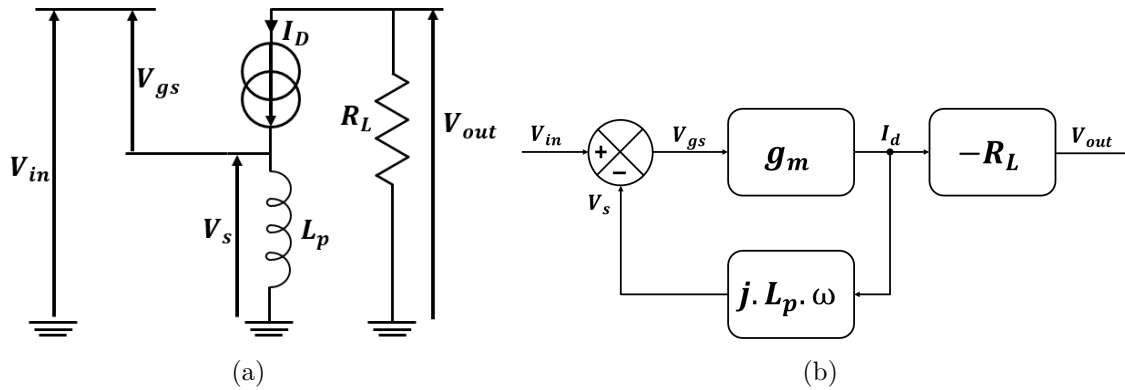 I_D
V_gs
V_in
R_L
V_out
V_s
L_p
(a)
V_in
+
−
V_gs
g_m
I_d
−R_L
V_out
V_s
j. L_p. ω
(b)